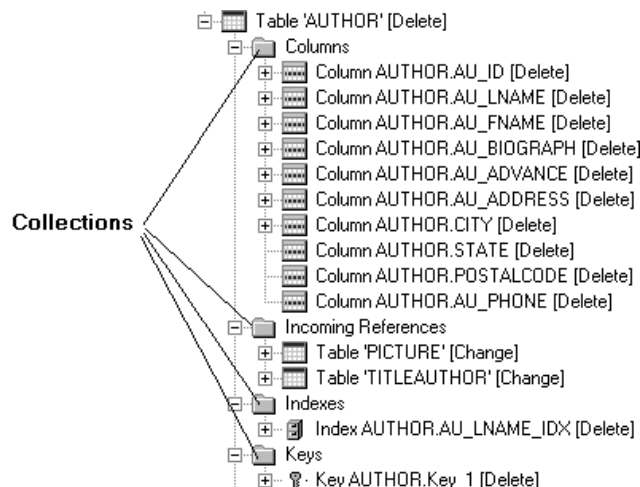 Table 'AUTHOR' [Delete]
Columns
Column AUTHOR.AU_ID [Delete]
Column AUTHOR.AU_LNAME [Delete]
Column AUTHOR.AU_FNAME [Delete]
Column AUTHOR.AU_BIOGRAPH [Delete]
Column AUTHOR.AU_ADVANCE [Delete]
Column AUTHOR.AU_ADDRESS [Delete]
Column AUTHOR.CITY [Delete]
Collections
Column AUTHOR.STATE [Delete]
Column AUTHOR.POSTALCODE [Delete]
Column AUTHOR.AU_PHONE [Delete]
Incoming References
Table 'PICTURE' [Change]
Table 'TITLEAUTHOR' [Change]
Indexes
Index AUTHOR.AU_LNAME_IDX [Delete]
Keys
Key AUTHOR.Key_1 [Delete]